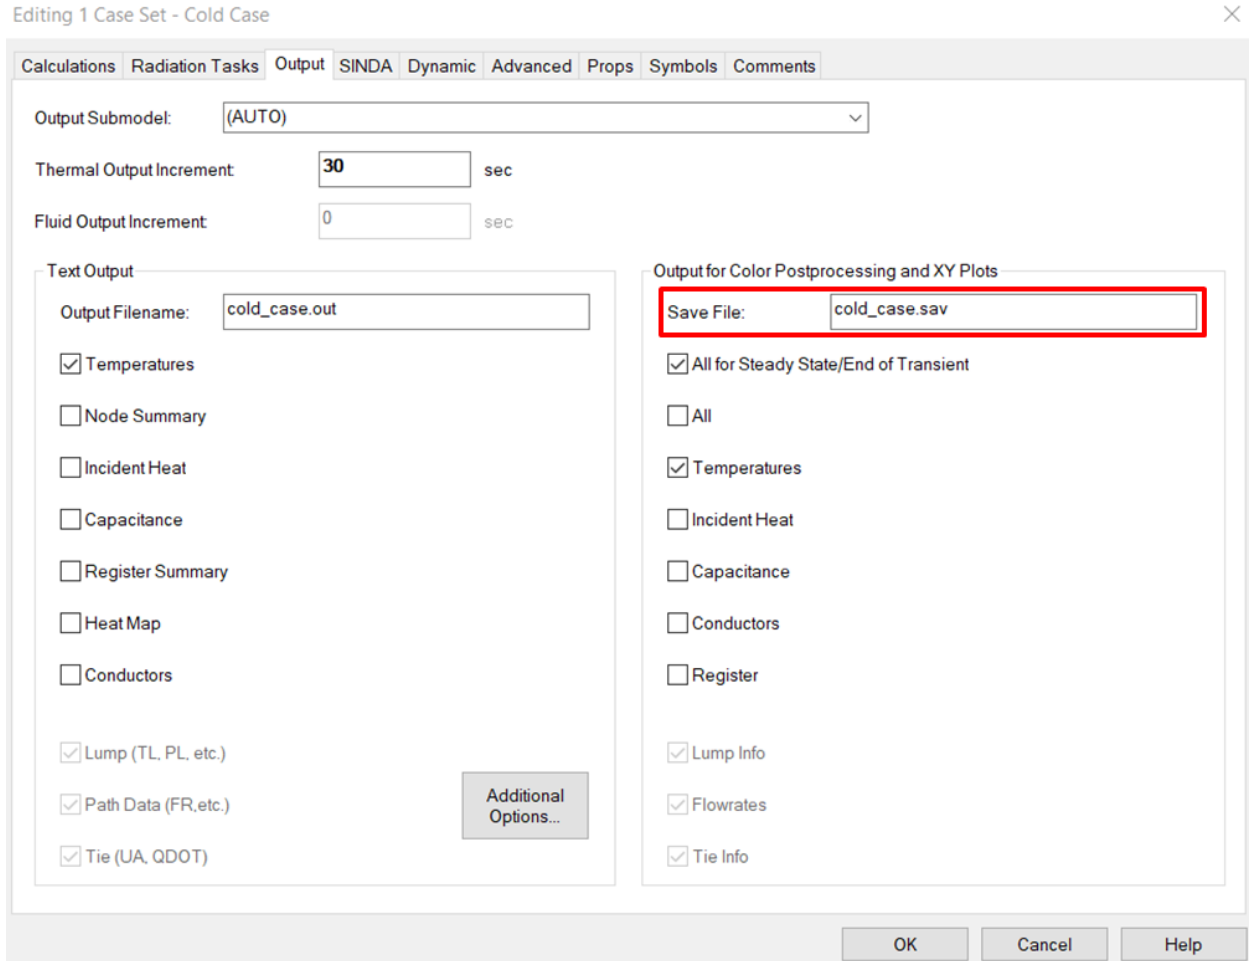 Editing 1 Case Set - Cold Case
Calculations Radiation Tasks Output SINDA Dynamic Advanced Props Symbols Comments
Output Submodel: (AUTO)
Thermal Output Increment: 30 sec
Fluid Output Increment: 0 sec
Text Output
Output Filename: cold_case.out
Temperatures
Node Summary
Incident Heat
Capacitance
Register Summary
Heat Map
Conductors
Lump (TL, PL, etc.)
Path Data (FR,etc.)
Tie (UA, QDOT)
Additional
Options...
Output for Color Postprocessing and XY Plots
Save File: cold_case.sav
All for Steady State/End of Transient
All
Temperatures
Incident Heat
Capacitance
Conductors
Register
Lump Info
Flowrates
Tie Info
OK Cancel Help